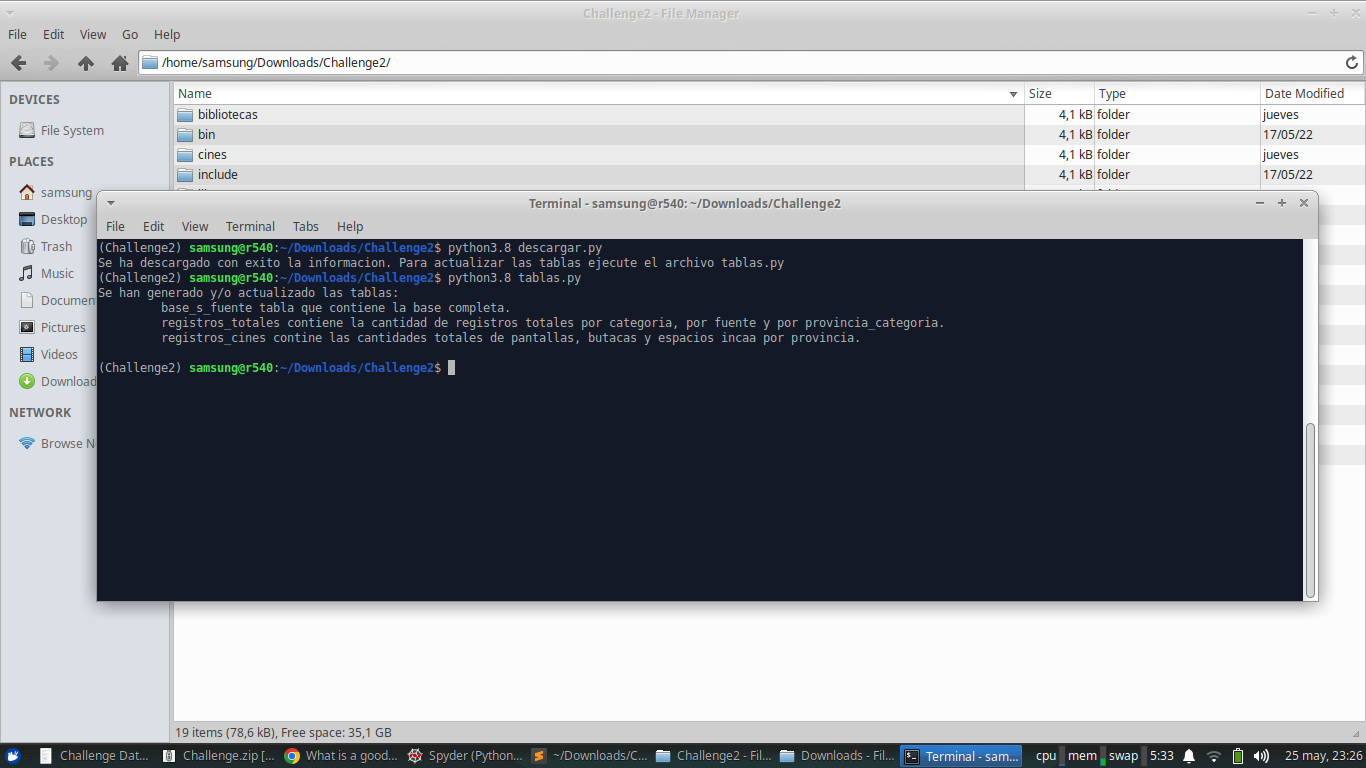 Challenge2 - File Manager
File Edit View Go Help
/home/samsung/Downloads/Challenge2/
DEVICES
File System
PLACES
samsung
Desktop
Trash
Music
Documen
Pictures
Videos
Download
NETWORK
Browse N
Name Size Type Date Modified
bibliotecas 4,1 kB folder jueves
bin 4,1 kB folder 17/05/22
cines 4,1 kB folder jueves
include 4,1 kB folder 17/05/22
Terminal - samsung@r540: ~/Downloads/Challenge2
File Edit View Terminal Tabs Help
(Challenge2) samsung@r540:~/Downloads/Challenge2$ python3.8 descargar.py
Se ha descargado con exito la informacion. Para actualizar las tablas ejecute el archivo tablas.py
(Challenge2) samsung@r540:~/Downloads/Challenge2$ python3.8 tablas.py
Se han generado y/o actualizado las tablas:
base_s_fuente tabla que contiene la base completa.
registros_totales contiene la cantidad de registros totales por categoria, por fuente y por provincia_categoria.
registros_cines contine las cantidades totales de pantallas, butacas y espacios incaa por provincia.
(Challenge2) samsung@r540:~/Downloads/Challenge2$
19 items (78,6 kB), Free space: 35,1 GB
Challenge Dat... Challenge.zip [... What is a good... Spyder (Python... ~/Downloads/C... Challenge2 - Fil... Downloads - Fil... Terminal - sam... cpu mem swap 5:33 25 may, 23:26